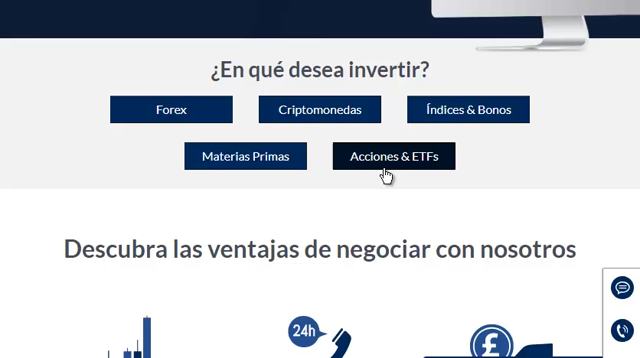 ¿En qué desea invertir?
Forex
Criptomonedas
Índices & Bonos
Materias Primas
Acciones & ETFs
Descubra las ventajas de negociar con nosotros
24h
£